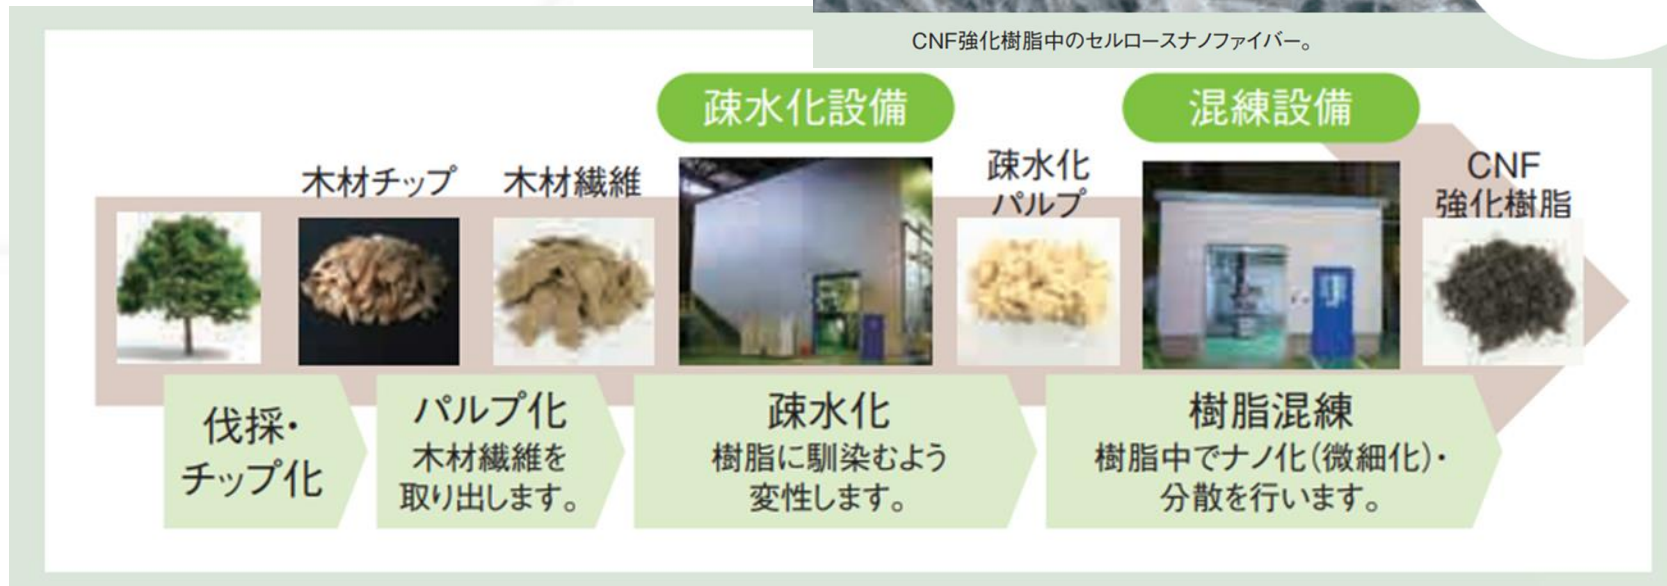 CNF強化樹脂中のセルロースナノファイバー。
疎水化設備
混練設備
木材チップ
木材繊維
疎水化
パルプ
CNF
強化樹脂
伐採・
チップ化
パルプ化
木材繊維を
取り出します。
疎水化
樹脂に馴染むよう
変性します。
樹脂混練
樹脂中でナノ化(微細化)・
分散を行います。